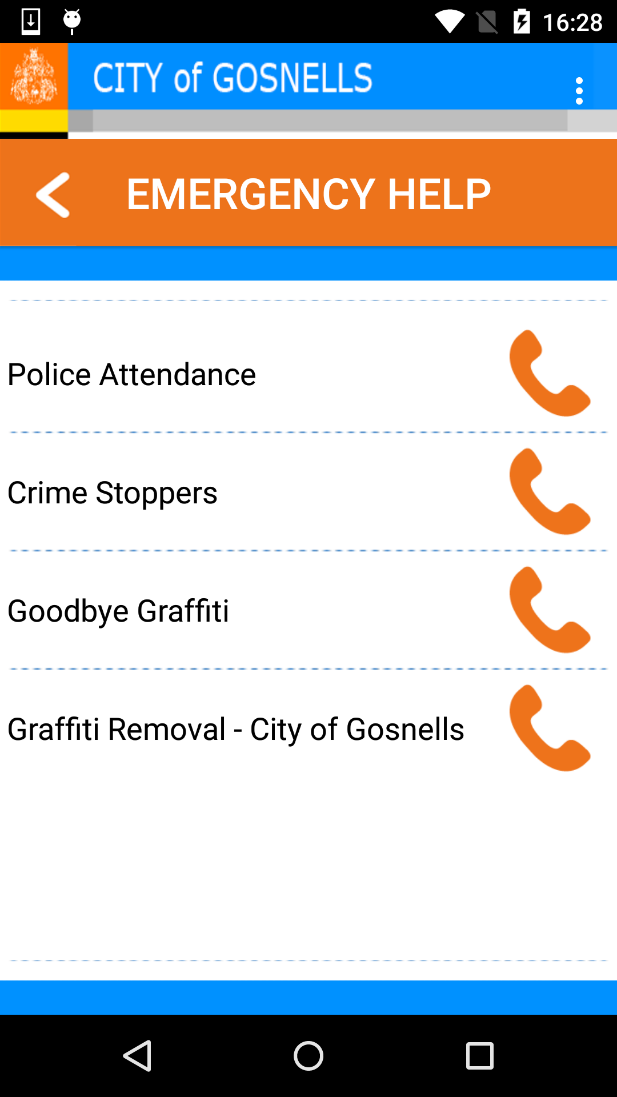 16:28
CITY of GOSNELLS
EMERGENCY HELP
Police Attendance
Crime Stoppers
Goodbye Graffiti
Graffiti Removal - City of Gosnells